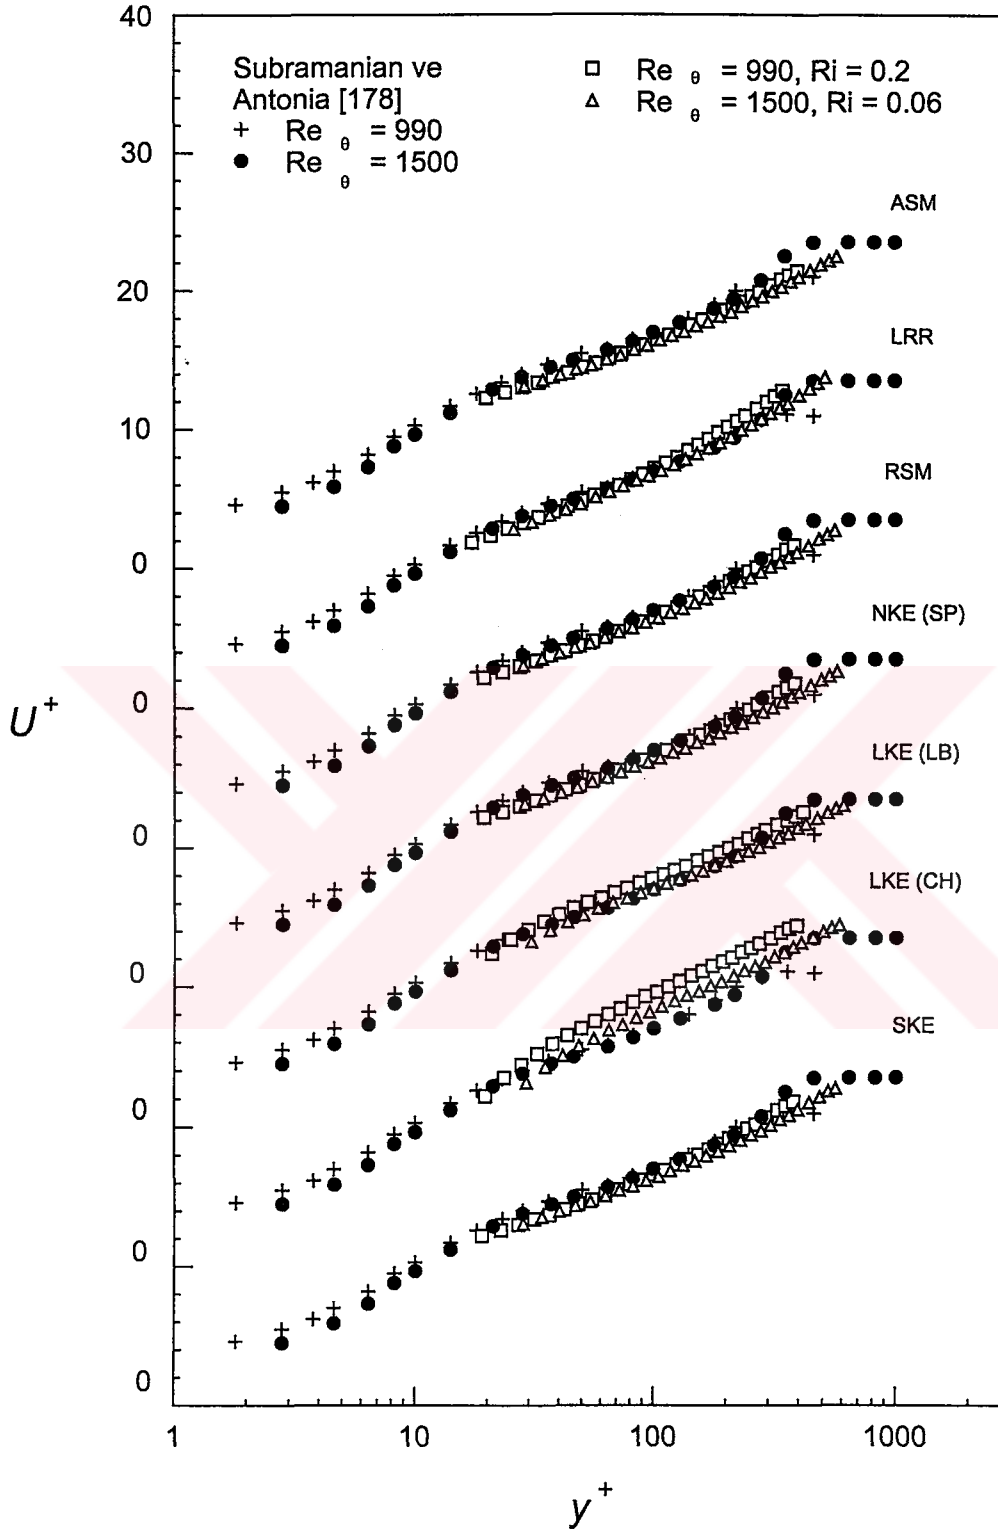 40
Subramanian ve
Antonia [178]
+ Re θ = 990
● Re θ = 1500
□ Re θ = 990, Ri = 0.2
△ Re θ = 1500, Ri = 0.06
30
ASM
20
LRR
10
RSM
0
NKE (SP)
0
U+
LKE (LB)
0
LKE (CH)
0
SKE
0
0
0
1 10 100 1000
y+